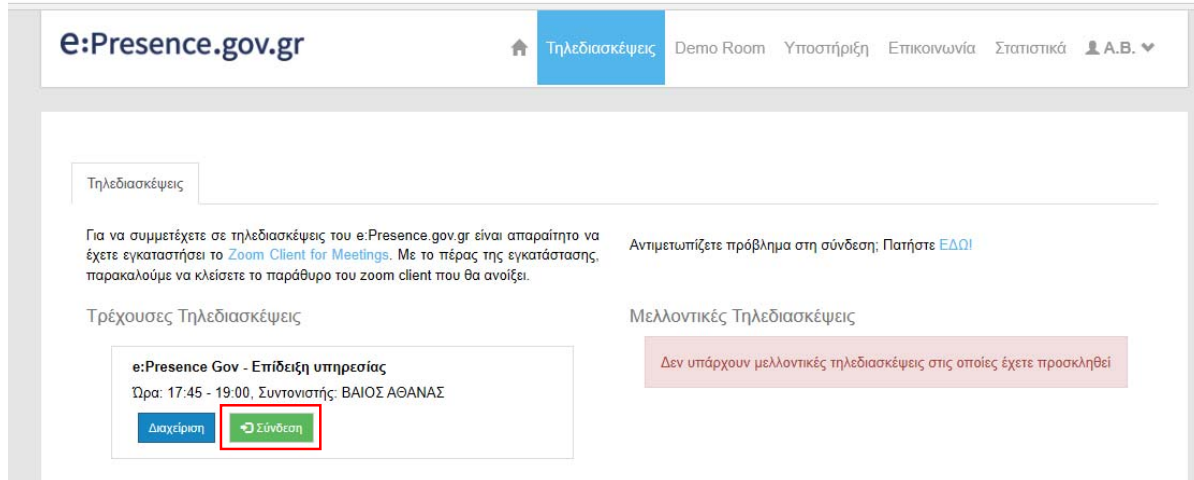 e:Presence.gov.gr
Τηλεδιασκέψεις Demo Room Υποστήριξη Επικοινωνία Στατιστικά Α.Β.
Τηλεδιασκέψεις
Για να συμμετέχετε σε τηλεδιασκέψεις του e:Presence.gov.gr είναι απαραίτητο να
έχετε εγκαταστήσει το Zoom Client for Meetings. Με το πέρας της εγκατάστασης,
παρακαλούμε να κλείσετε το παράθυρο του zoom client που θα ανοίξει.
Αντιμετωπίζετε πρόβλημα στη σύνδεση; Πατήστε ΕΔΩ!
Τρέχουσες Τηλεδιασκέψεις
e:Presence Gov - Επίδειξη υπηρεσίας
Ώρα: 17:45 - 19:00, Συντονιστής: ΒΑΙΟΣ ΑΘΑΝΑΣ
Διαχείριση Σύνδεση
Μελλοντικές Τηλεδιασκέψεις
Δεν υπάρχουν μελλοντικές τηλεδιασκέψεις στις οποίες έχετε προσκληθεί